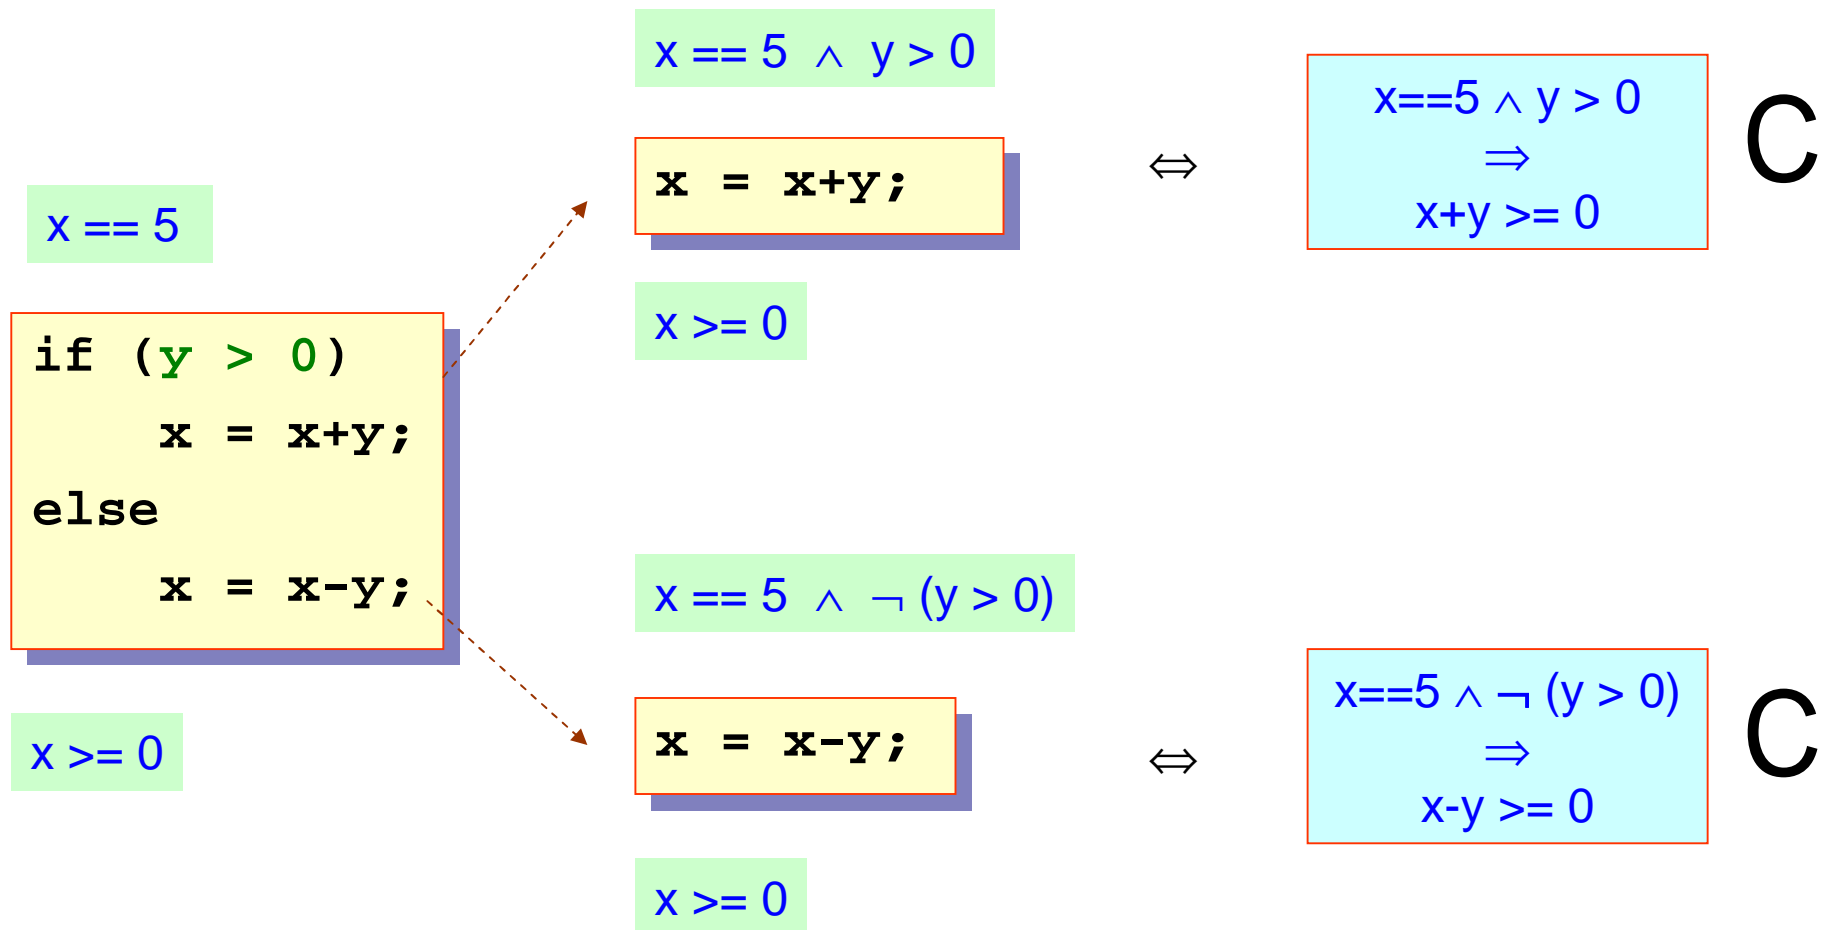 x == 5
if (y > 0)
x = x+y;
else
x = x-y;
x >= 0
x == 5 ∧ y > 0
x = x+y;
x >= 0
⇔
x==5 ∧ y > 0
⇒
x+y >= 0
C
x == 5 ∧ ¬ (y > 0)
x = x-y;
x >= 0
⇔
x==5 ∧ ¬ (y > 0)
⇒
x-y >= 0
C